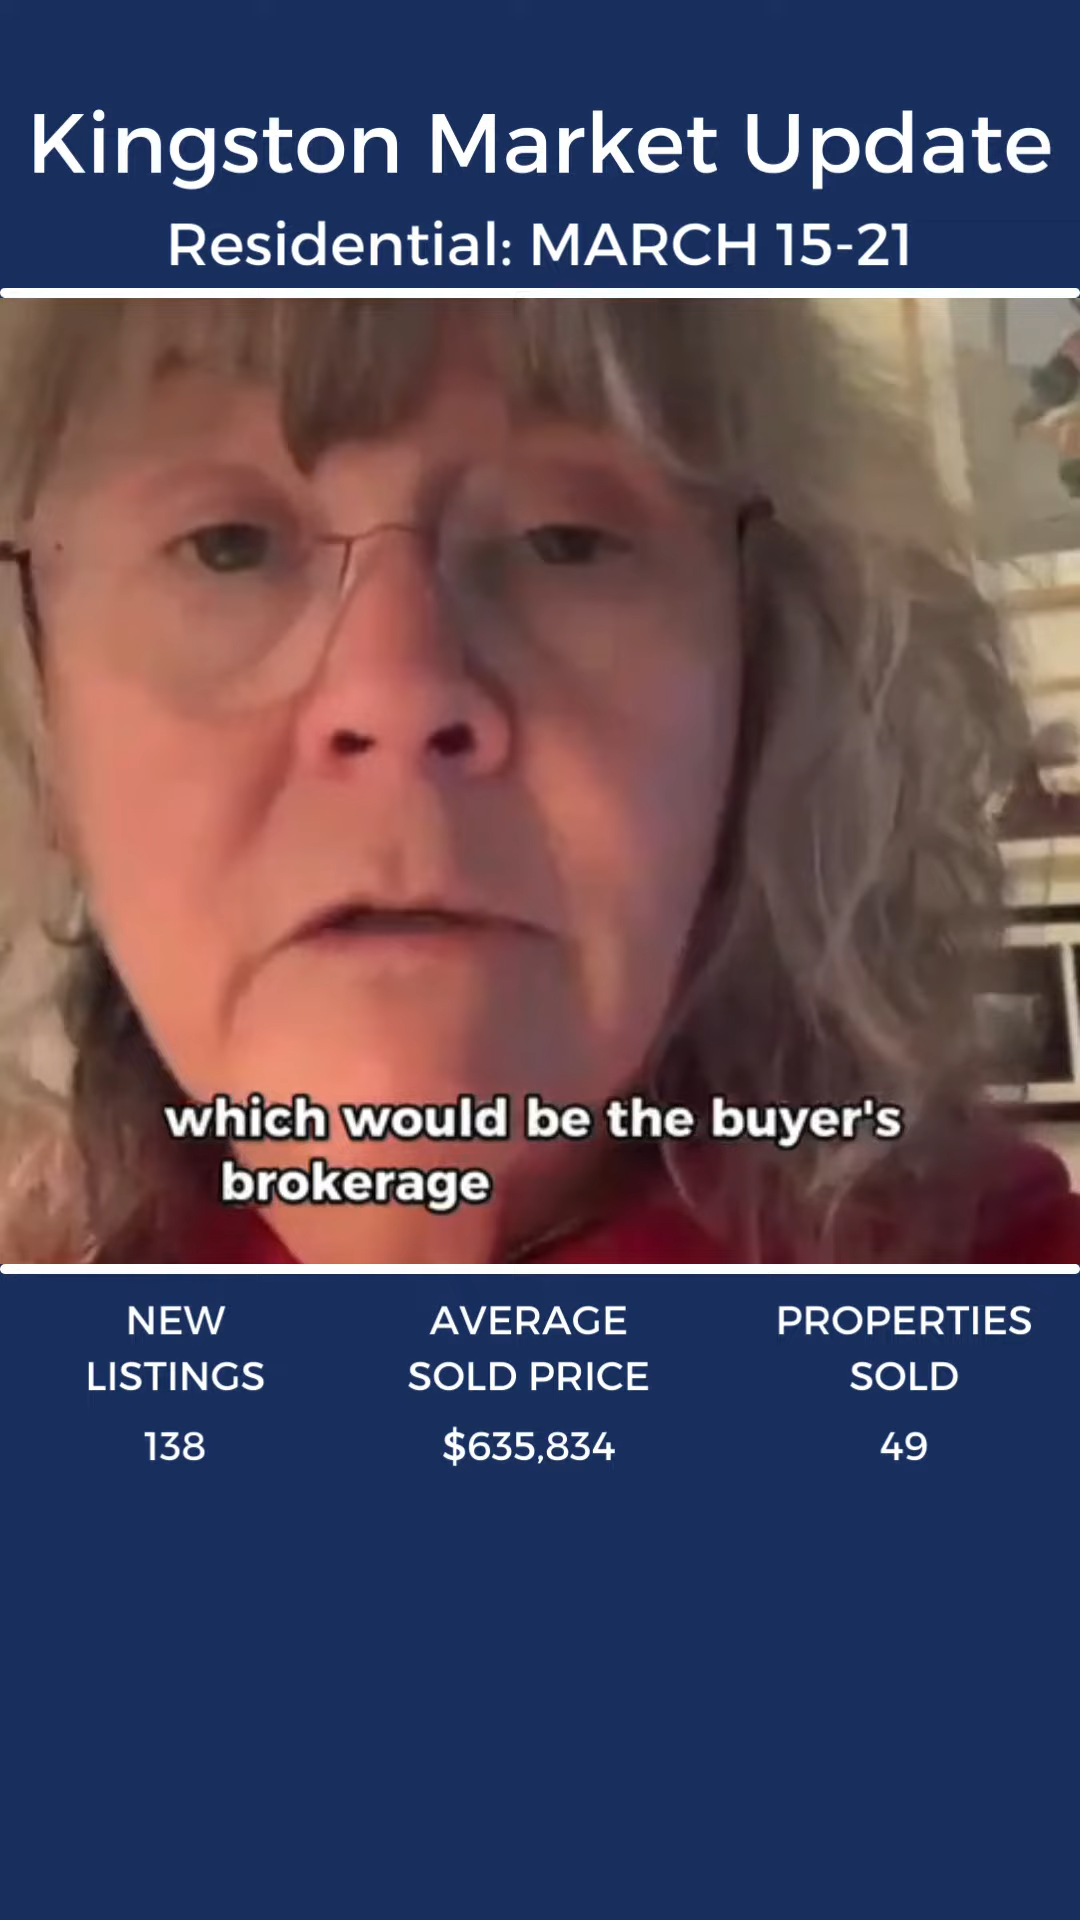 Kingston Market Update
Residential: MARCH 15-21
which would be the buyer's
brokerage
NEW
LISTINGS
138
AVERAGE
SOLD PRICE
$635,834
PROPERTIES
SOLD
49